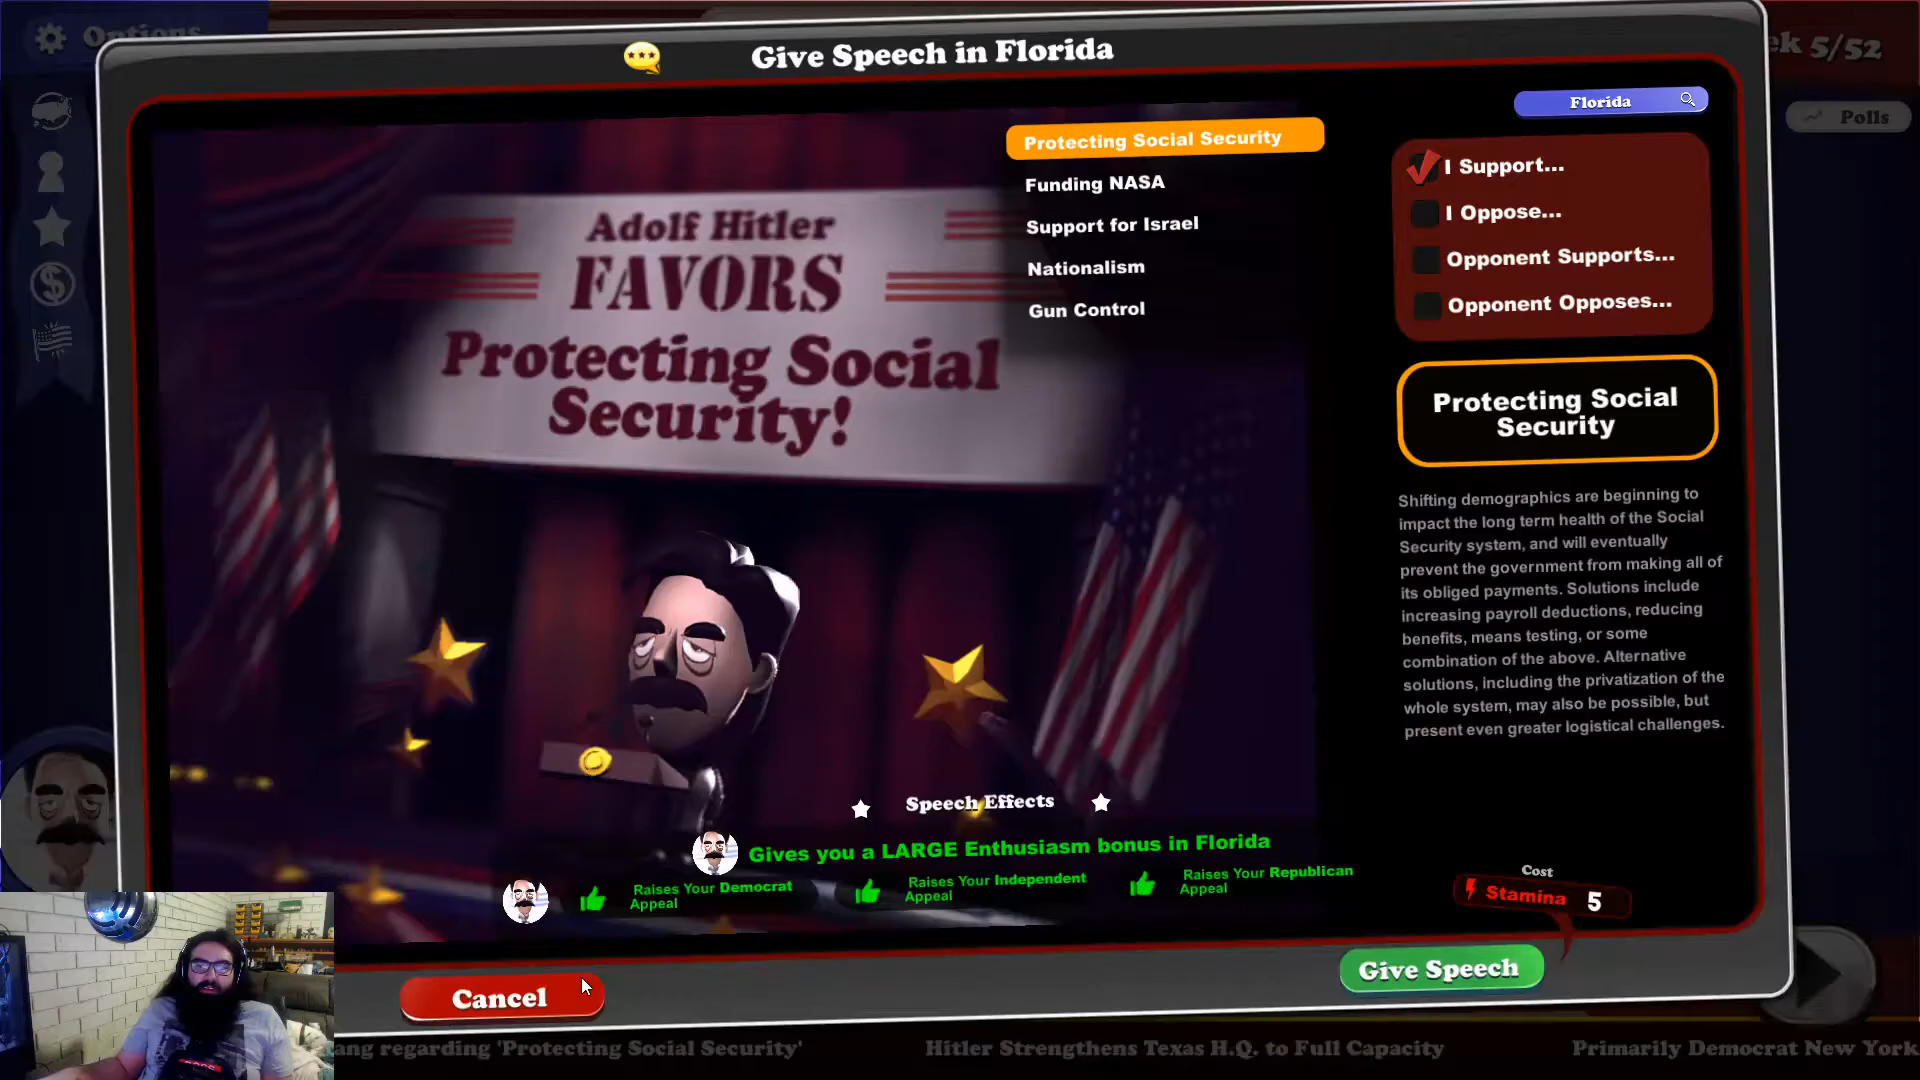 Options
Give Speech in Florida
ek 5/52
Florida
Polls
Protecting Social Security
Funding NASA
Support for Israel
Nationalism
Gun Control
I Support...
I Oppose...
Opponent Supports...
Opponent Opposes...
Adolf Hitler
FAVORS
Protecting Social
Security!
Protecting Social
Security
Shifting demographics are beginning to
impact the long term health of the Social
Security system, and will eventually
prevent the government from making all of
its obliged payments. Solutions include
increasing payroll deductions, reducing
benefits, means testing, or some
combination of the above. Alternative
solutions, including the privatization of the
whole system, may also be possible, but
present even greater logistical challenges.
Speech Effects
Gives you a LARGE Enthusiasm bonus in Florida
Raises Your Democrat
Appeal
Raises Your Independent
Appeal
Raises Your Republican
Appeal
Cost
Stamina 5
Cancel
Give Speech
ang regarding 'Protecting Social Security'
Hitler Strengthens Texas H.Q. to Full Capacity
Primarily Democrat New York